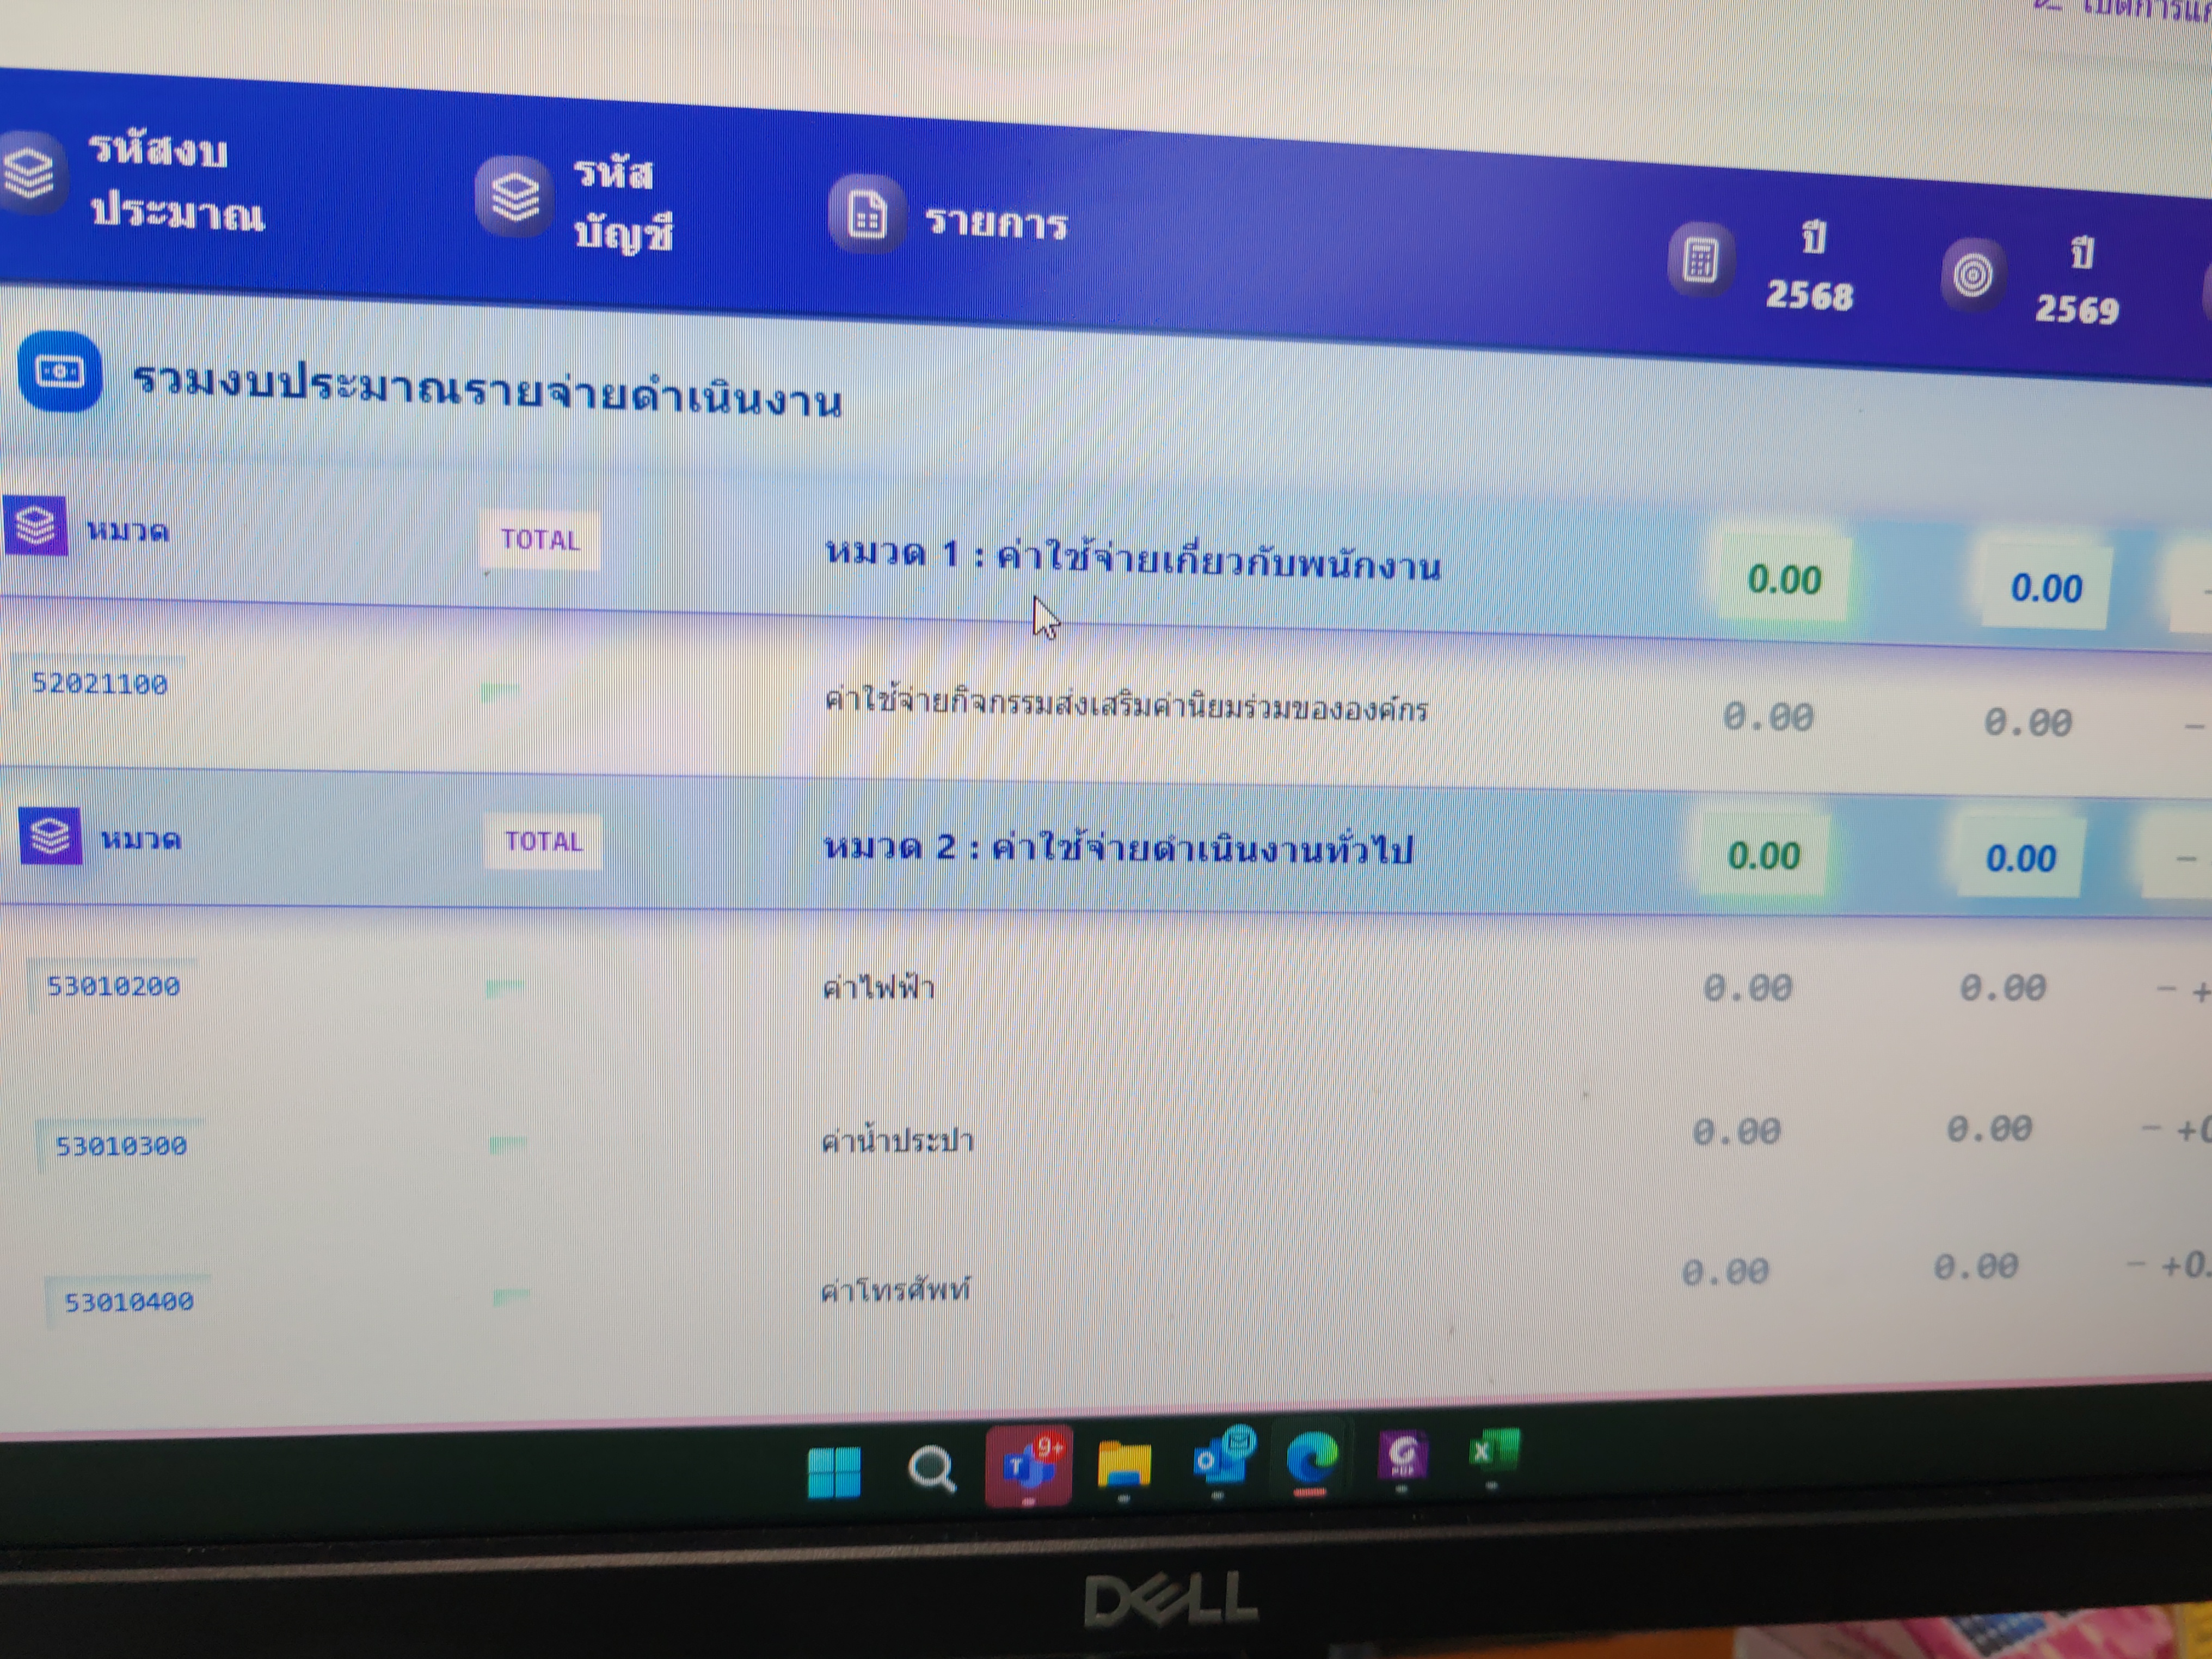 รหัสงบ
ประมาณ
รหัส
บัญชี
รายการ
ปี
2568
ปี
2569
รวมงบประมาณรายจ่ายดำเนินงาน
หมวด TOTAL หมวด 1 : ค่าใช้จ่ายเกี่ยวกับพนักงาน 0.00 0.00 -
52021100 ค่าใช้จ่ายกิจกรรมส่งเสริมค่านิยมร่วมขององค์กร 0.00 0.00 -
หมวด TOTAL หมวด 2 : ค่าใช้จ่ายดำเนินงานทั่วไป 0.00 0.00 -
53010200 ค่าไฟฟ้า 0.00 0.00 - +
53010300 ค่าน้ำประปา 0.00 0.00 - +0
53010400 ค่าโทรศัพท์ 0.00 0.00 - +0.
9+
DELL